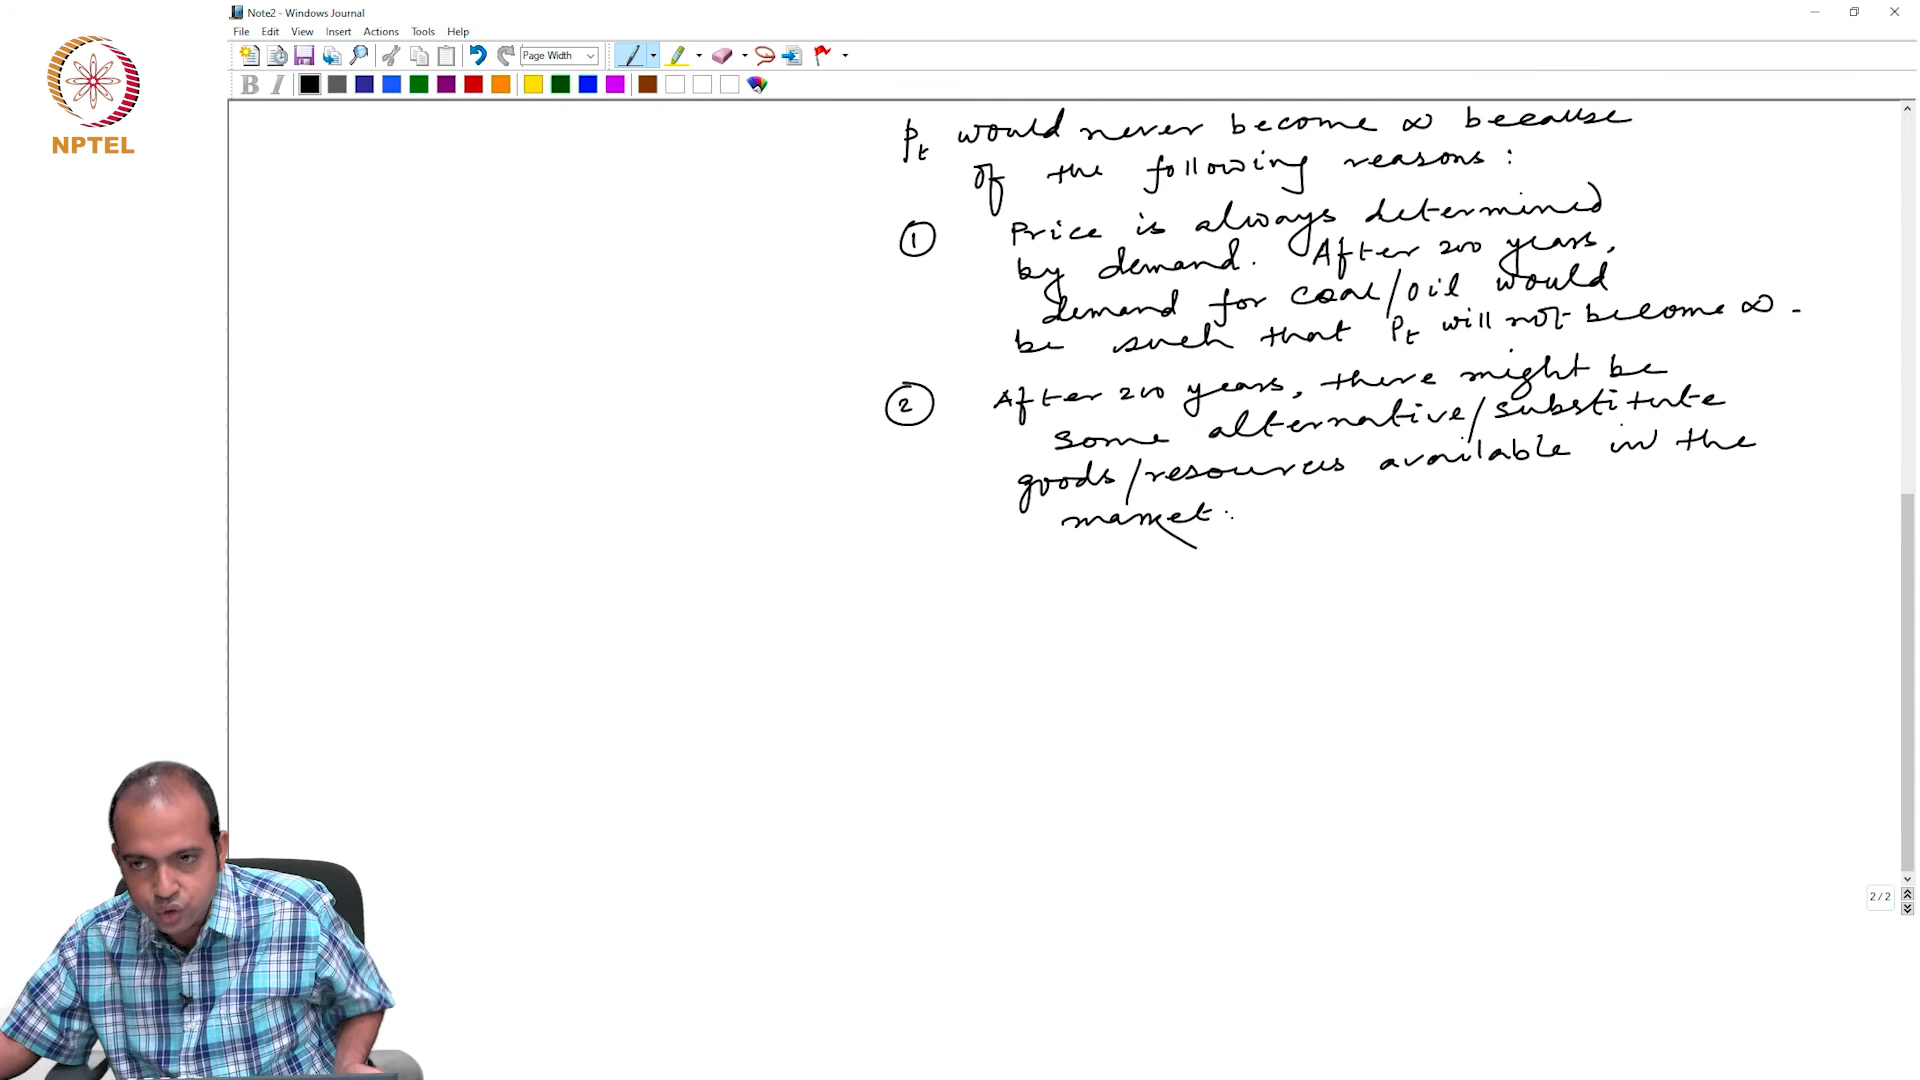 Note2 - Windows Journal
File Edit View Insert Actions Tools Help
Page Width
B I
NPTEL
Pt would never become ∞ because
of the following reasons :
① Price is always determined
by demand. After 200 years,
demand for coal/oil would
be such that Pt will not become ∞.
② After 200 years, there might be
some alternative/substitute
goods/resources available in the
market.
2 / 2